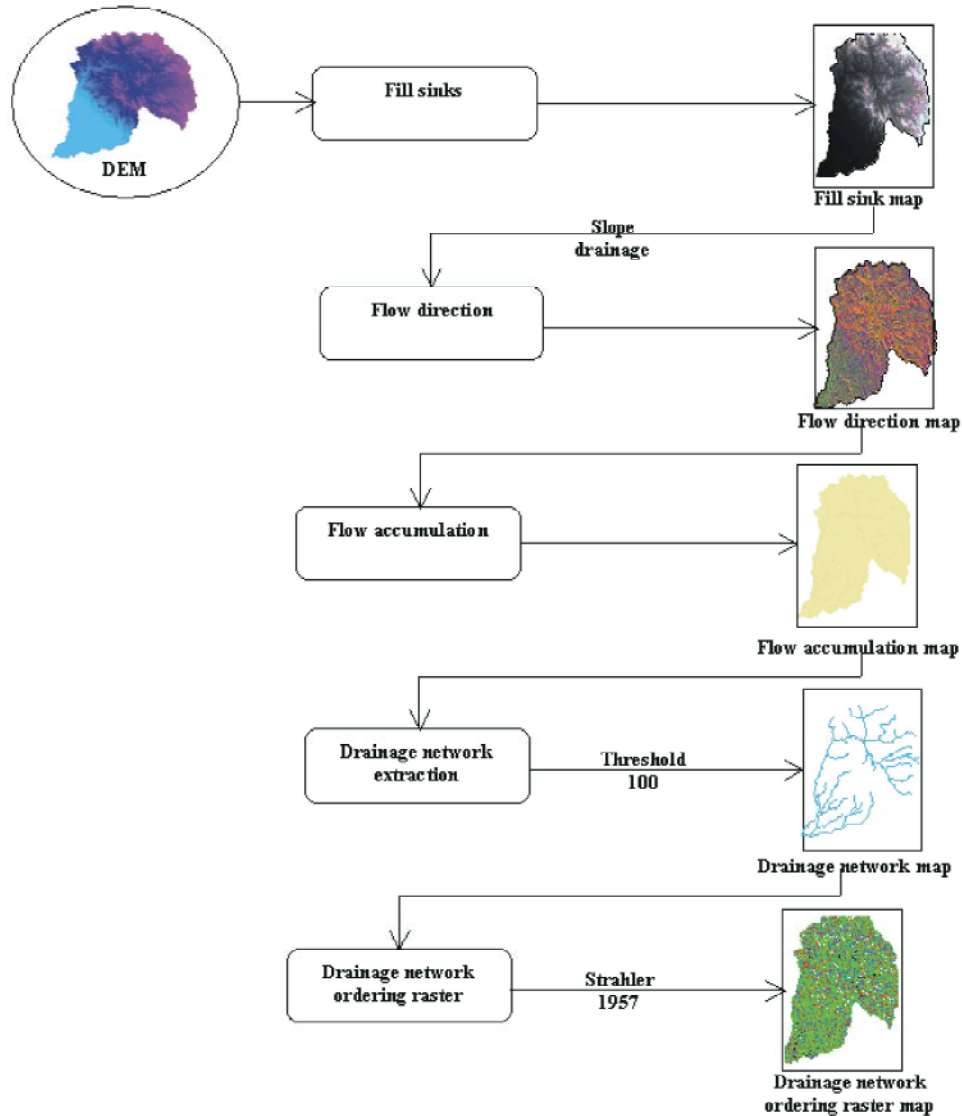 DEM
Fill sinks
Fill sink map
Slope
drainage
Flow direction
Flow direction map
Flow accumulation
Flow accumulation map
Drainage network
extraction
Threshold
100
Drainage network map
Drainage network
ordering raster
Strahler
1957
Drainage network
ordering raster map